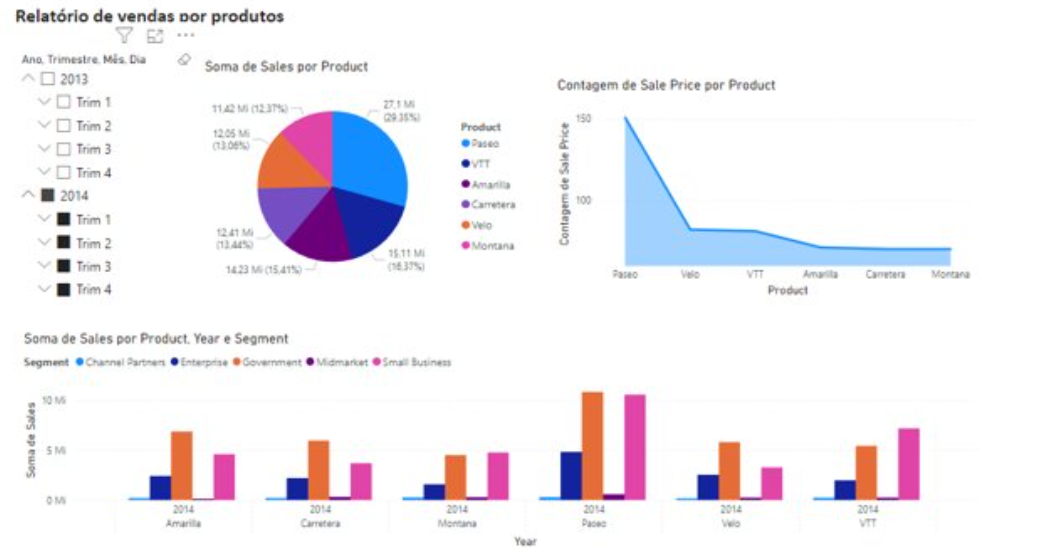 Relatório de vendas por produtos
Ano, Trimestre, Mês, Dia
2013
Trim 1
Trim 2
Trim 3
Trim 4
2014
Trim 1
Trim 2
Trim 3
Trim 4
Soma de Sales por Product
11,42 Mi (12,37%)
27,1 Mi
(29,35%)
12,05 Mi
(13,06%)
12,41 Mi
(13,44%)
14,23 Mi (15,41%)
15,11 Mi
(16,37%)
Product
Paseo
VTT
Amarilla
Carretera
Velo
Montana
Contagem de Sale Price por Product
Contagem de Sale Price
150
100
Paseo Velo VTT Amarilla Carretera Montana
Product
Soma de Sales por Product, Year e Segment
Segment Channel Partners Enterprise Government Midmarket Small Business
Soma de Sales
10 Mi
5 Mi
0 Mi
2014 2014 2014 2014 2014 2014
Amarilla Carretera Montana Paseo Velo VTT
Year